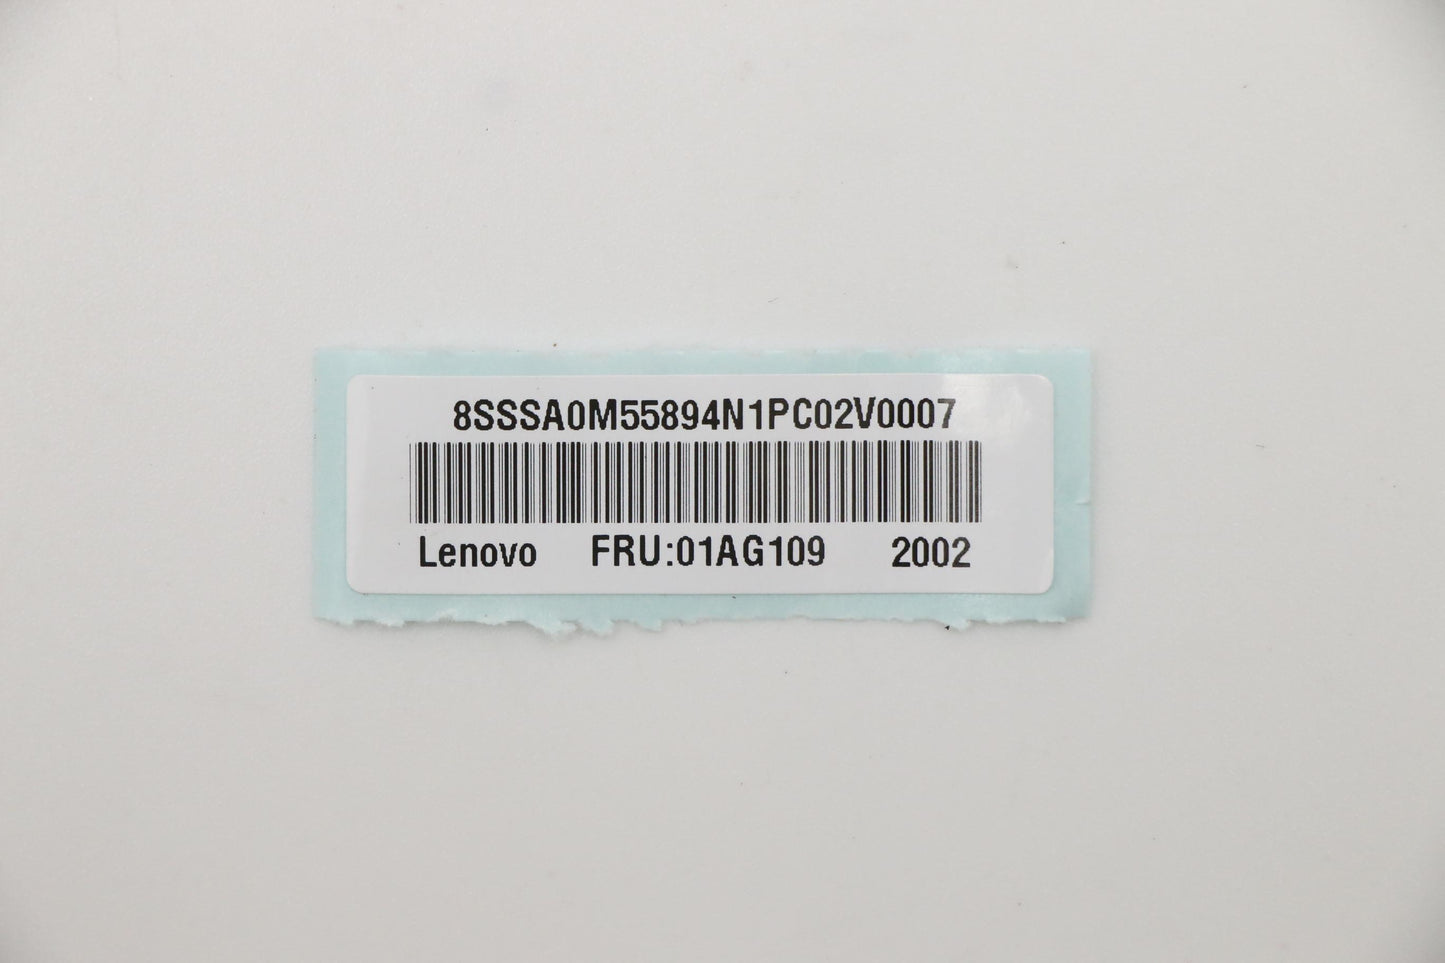 8SSSA0M55894N1PC02V0007
Lenovo FRU:01AG109 2002